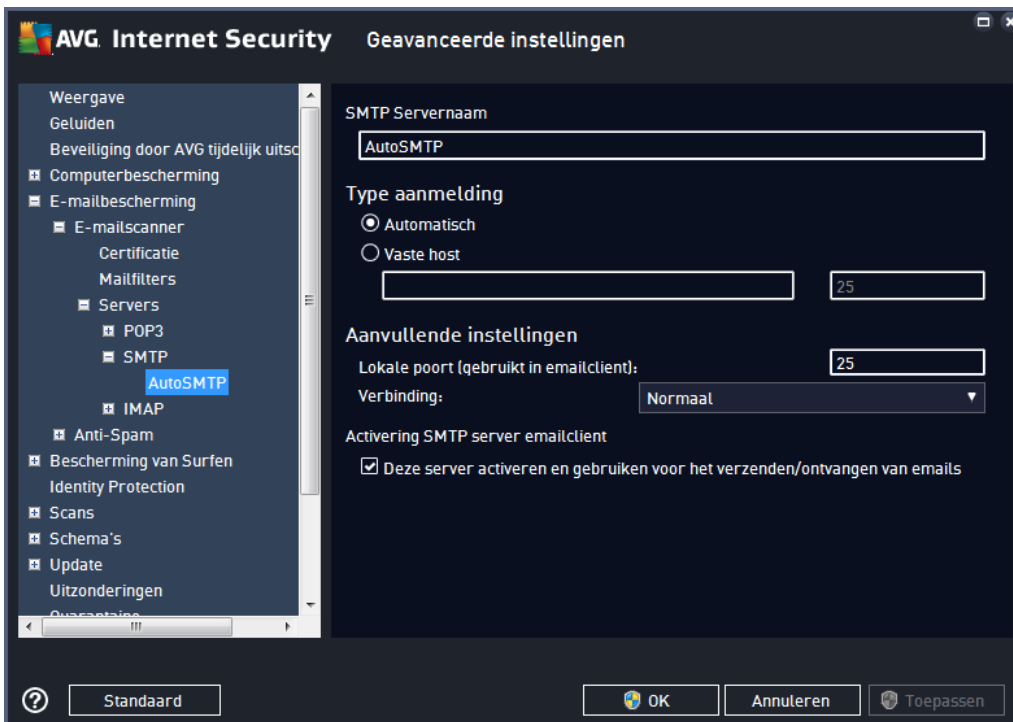 AVG Internet Security Geavanceerde instellingen
Weergave
Geluiden
Beveiliging door AVG tijdelijk uitsc
Computerbescherming
E-mailbescherming
E-mailscanner
Certificatie
Mailfilters
Servers
POP3
SMTP
AutoSMTP
IMAP
Anti-Spam
Bescherming van Surfen
Identity Protection
Scans
Schema's
Update
Uitzonderingen
Quarantaine
SMTP Servernaam
AutoSMTP
Type aanmelding
Automatisch
Vaste host
25
Aanvullende instellingen
Lokale poort (gebruikt in emailclient):
25
Verbinding:
Normaal
Activering SMTP server emailclient
Deze server activeren en gebruiken voor het verzenden/ontvangen van emails
? Standaard OK Annuleren Toepassen